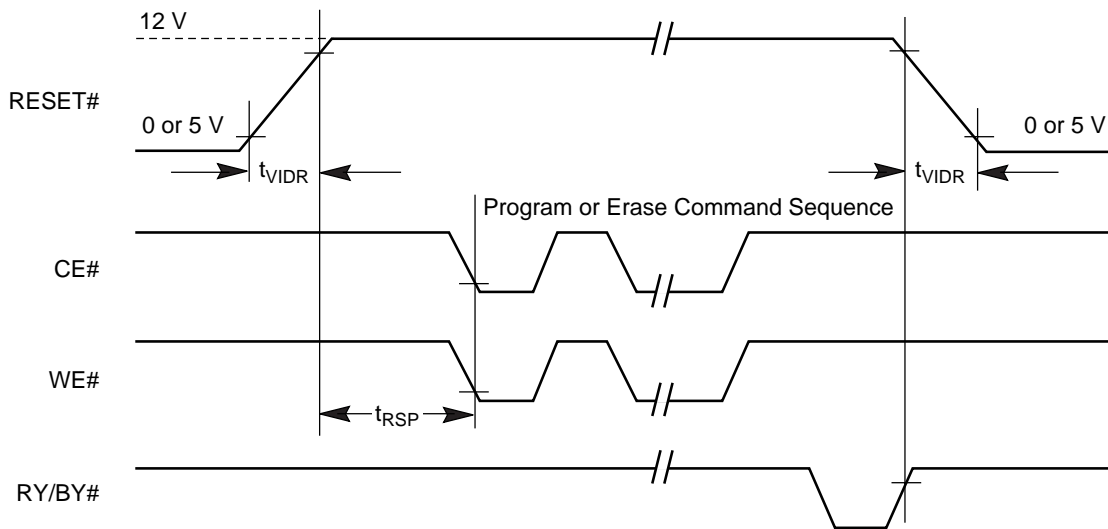 12 V
RESET#
0 or 5 V
0 or 5 V
tVIDR
tVIDR
Program or Erase Command Sequence
CE#
WE#
tRSP
RY/BY#